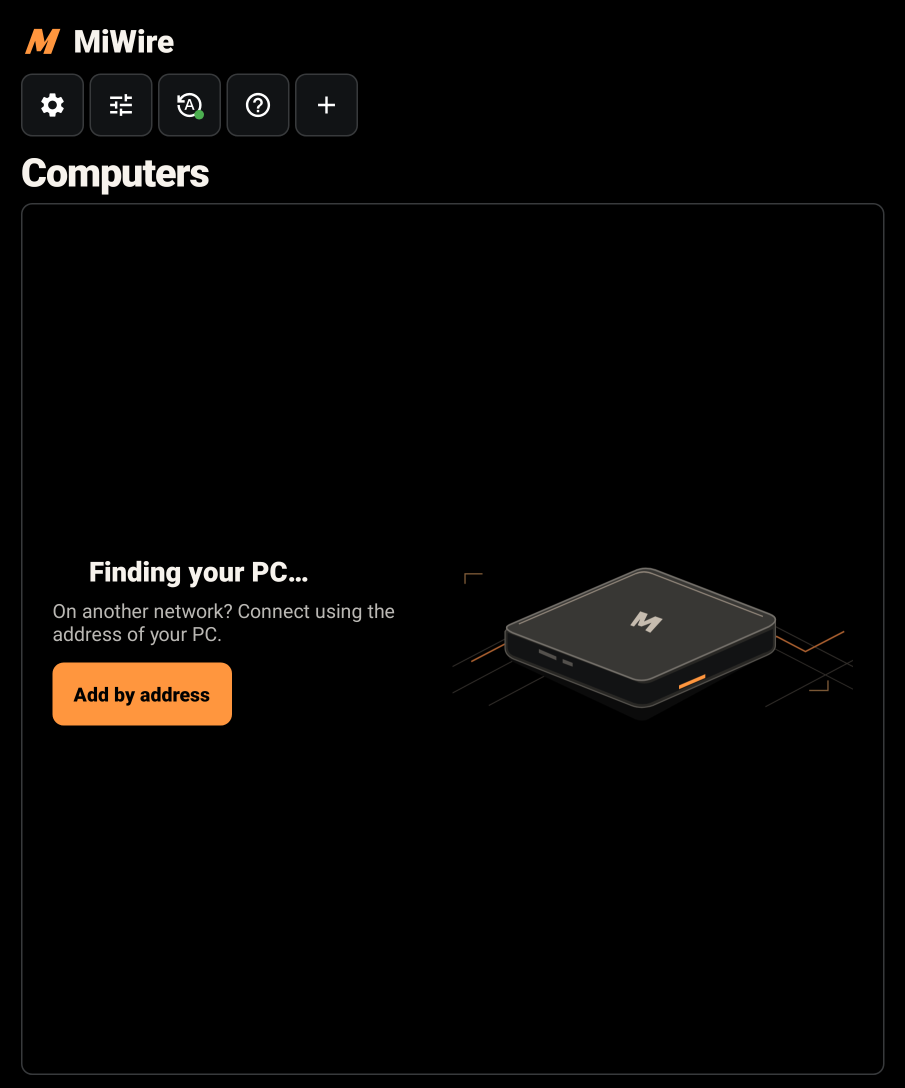 M MiWire
A
Computers
Finding your PC...
On another network? Connect using the
address of your PC.
Add by address
M